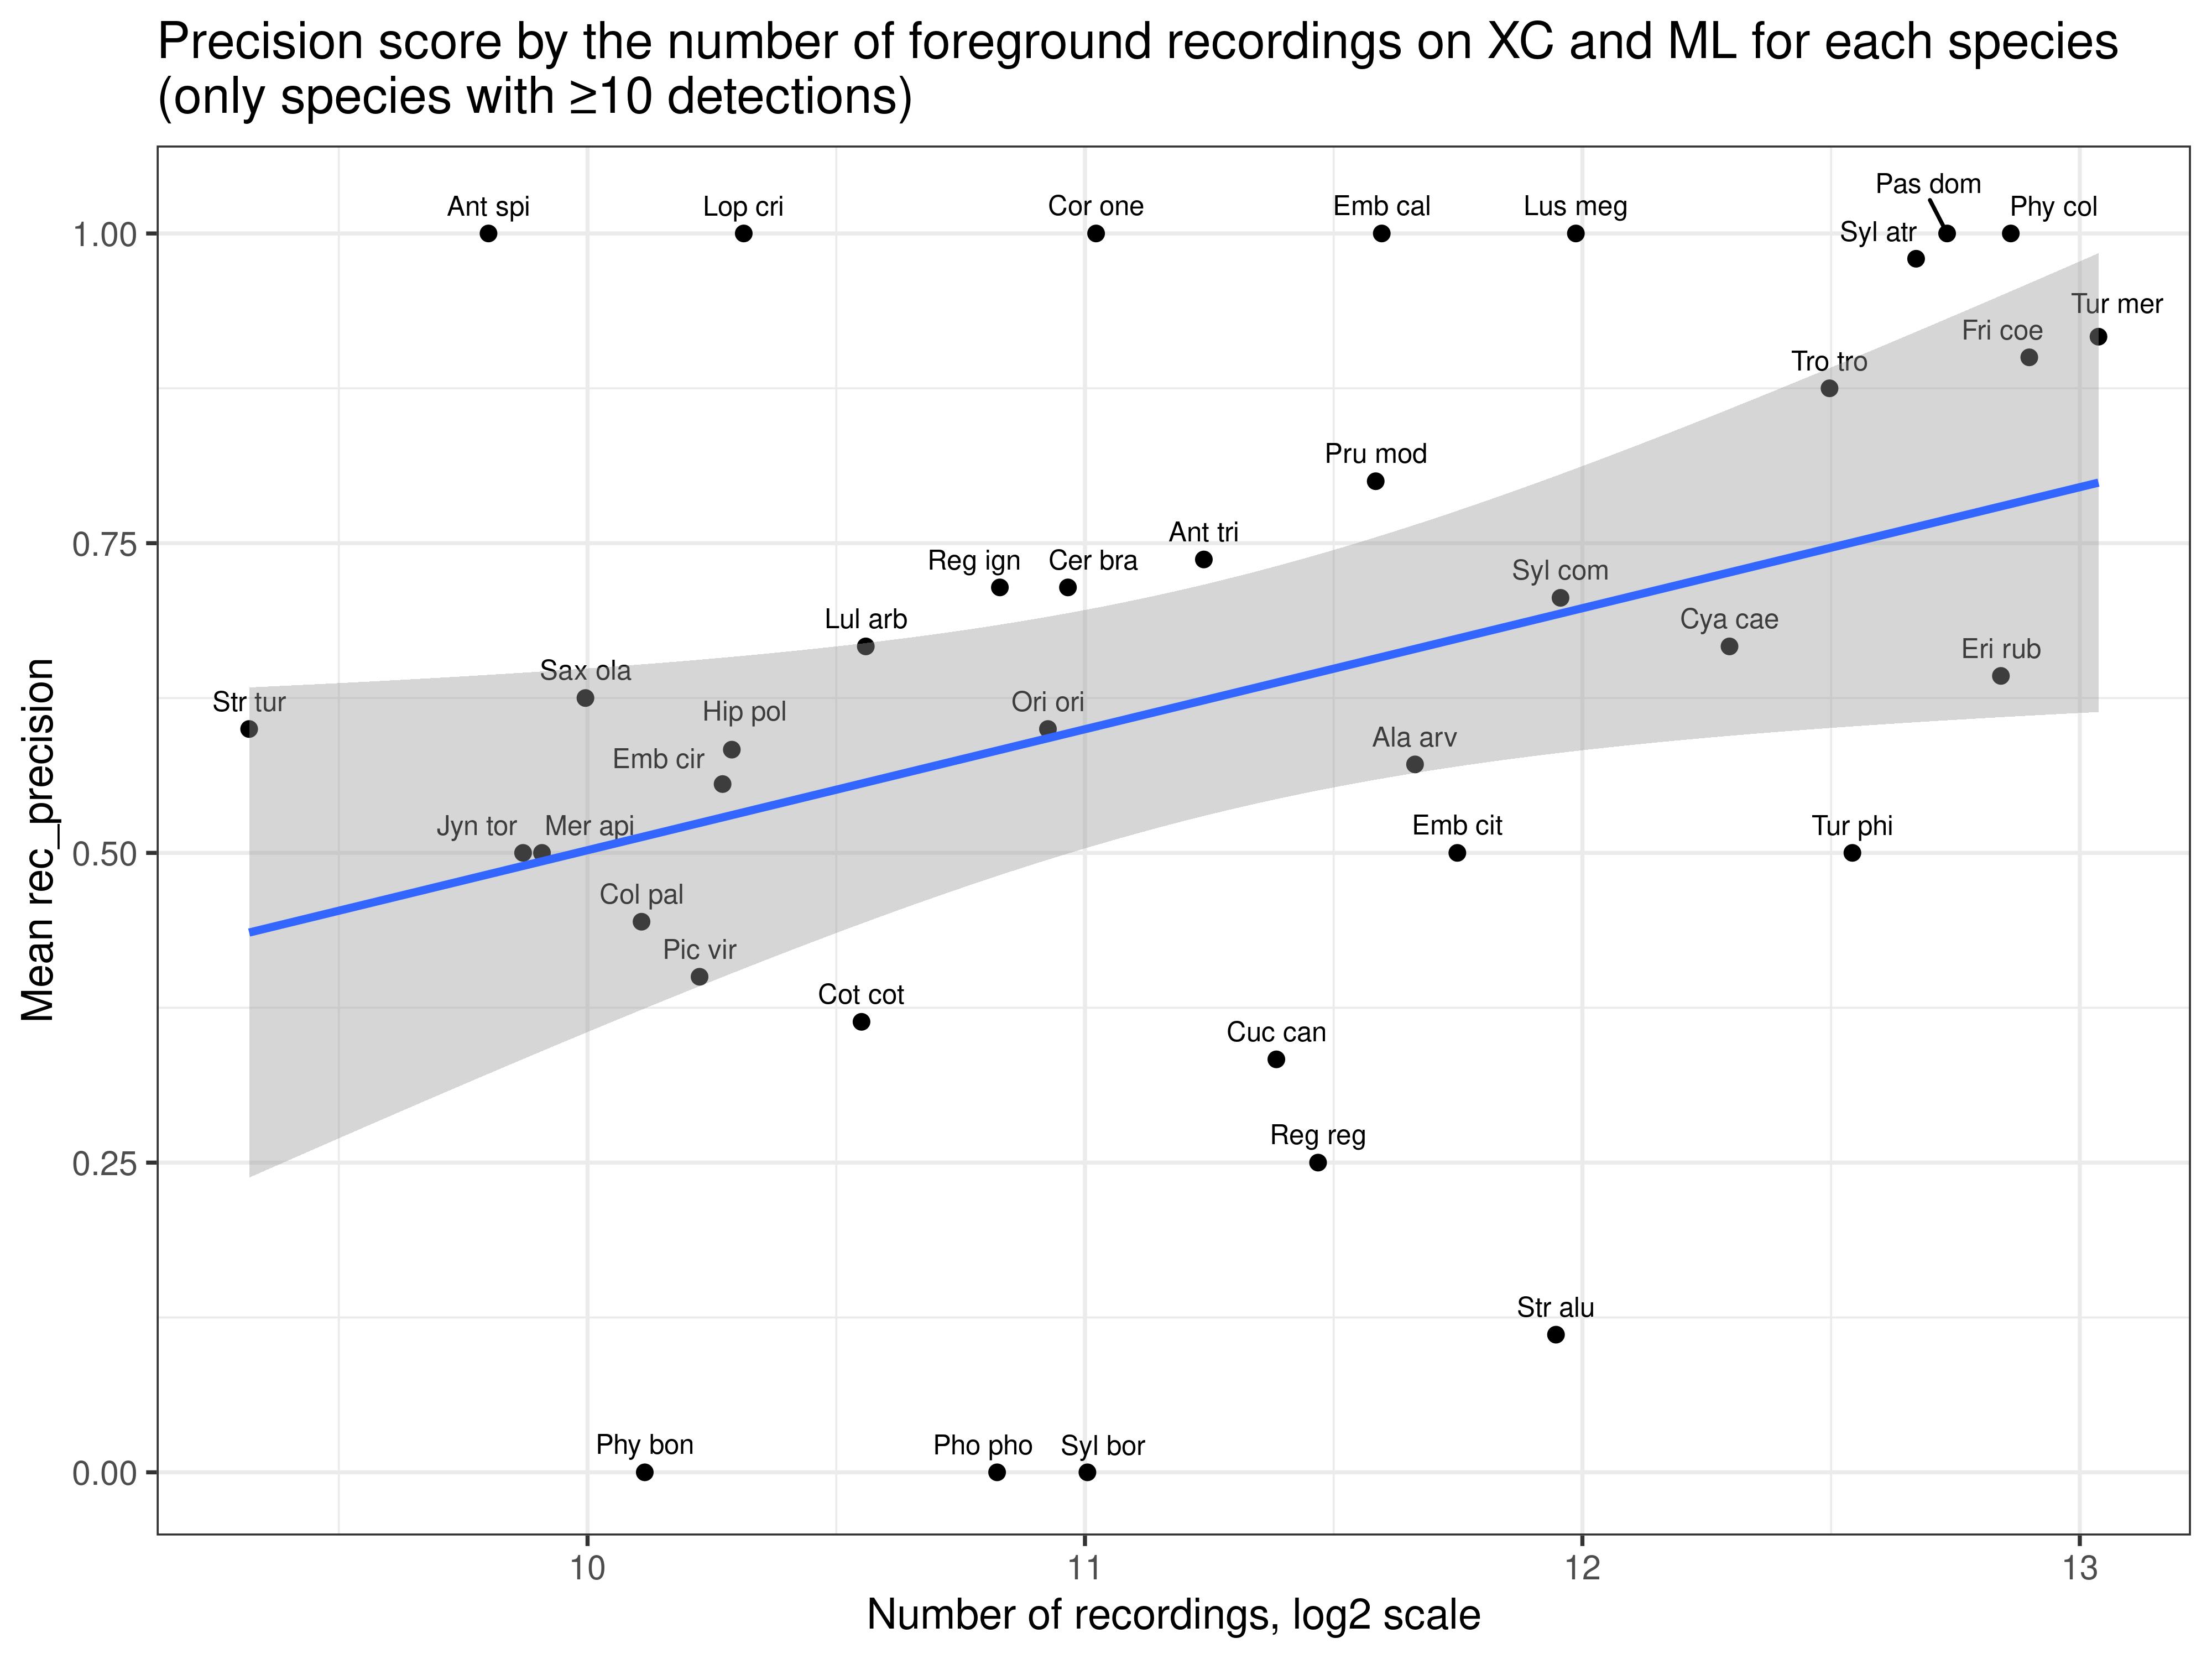 Precision score by the number of foreground recordings on XC and ML for each species
(only species with ≥10 detections)
Pas dom
Ant spi
Lop cri
Cor one
Emb cal
Lus meg
Phy col
1.00
Syl atr
Tur mer
Fri coe
Tro tro
Pru mod
0.75
Ant tri
Reg ign
Cer bra
Syl com
Lul arb
Cya cae
Eri rub
Sax ola
Str tur
Hip pol
Ori ori
Ala arv
Emb cir
Jyn tor
Mer api
Emb cit
Tur phi
0.50
Col pal
Pic vir
Cot cot
Cuc can
Reg reg
0.25
Str alu
Phy bon
Pho pho
Syl bor
0.00
10
11
12
13
Number of recordings, log2 scale
Mean rec_precision